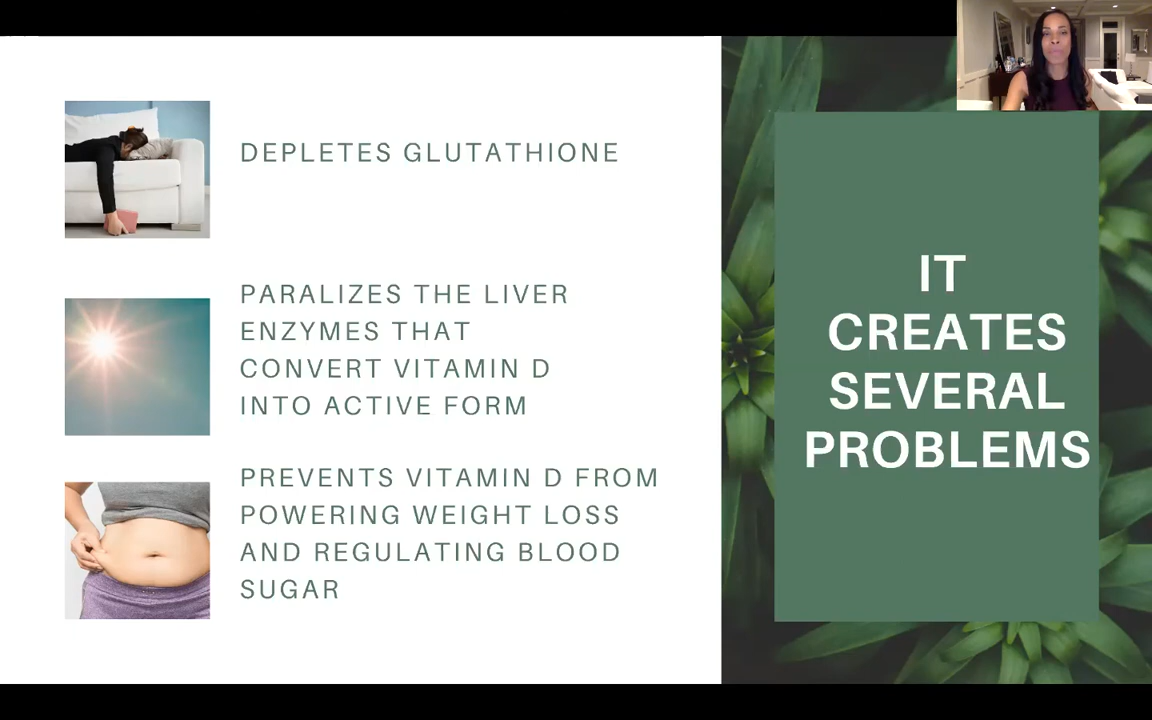 DEPLETES GLUTATHIONE
PARALIZES THE LIVER
ENZYMES THAT
CONVERT VITAMIN D
INTO ACTIVE FORM
PREVENTS VITAMIN D FROM
POWERING WEIGHT LOSS
AND REGULATING BLOOD
SUGAR
IT
CREATES
SEVERAL
PROBLEMS